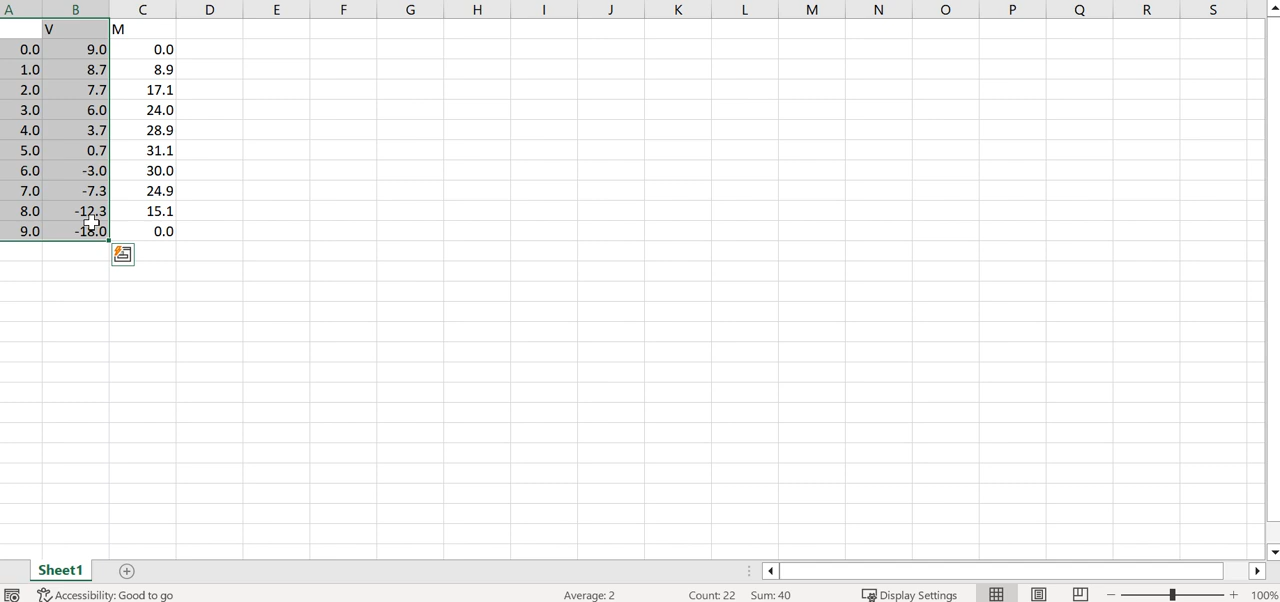 A B C D E F G H I J K L M N O P Q R S
V M
0.0 9.0 0.0
1.0 8.7 8.9
2.0 7.7 17.1
3.0 6.0 24.0
4.0 3.7 28.9
5.0 0.7 31.1
6.0 -3.0 30.0
7.0 -7.3 24.9
8.0 -12.3 15.1
9.0 -18.0 0.0
Sheet1
Accessibility: Good to go Average: 2 Count: 22 Sum: 40 Display Settings 100%